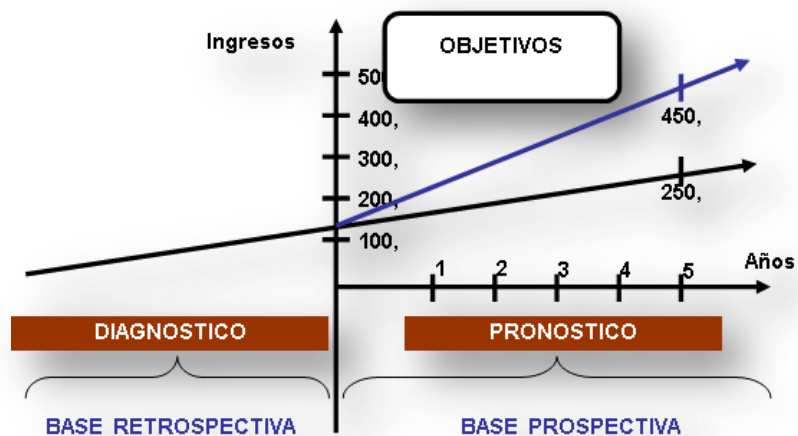 Ingresos
OBJETIVOS
50
400,
450,
300,
200,
250,
100,
Años
1 2 3 4 5
DIAGNOSTICO
PRONOSTICO
BASE RETROSPECTIVA
BASE PROSPECTIVA